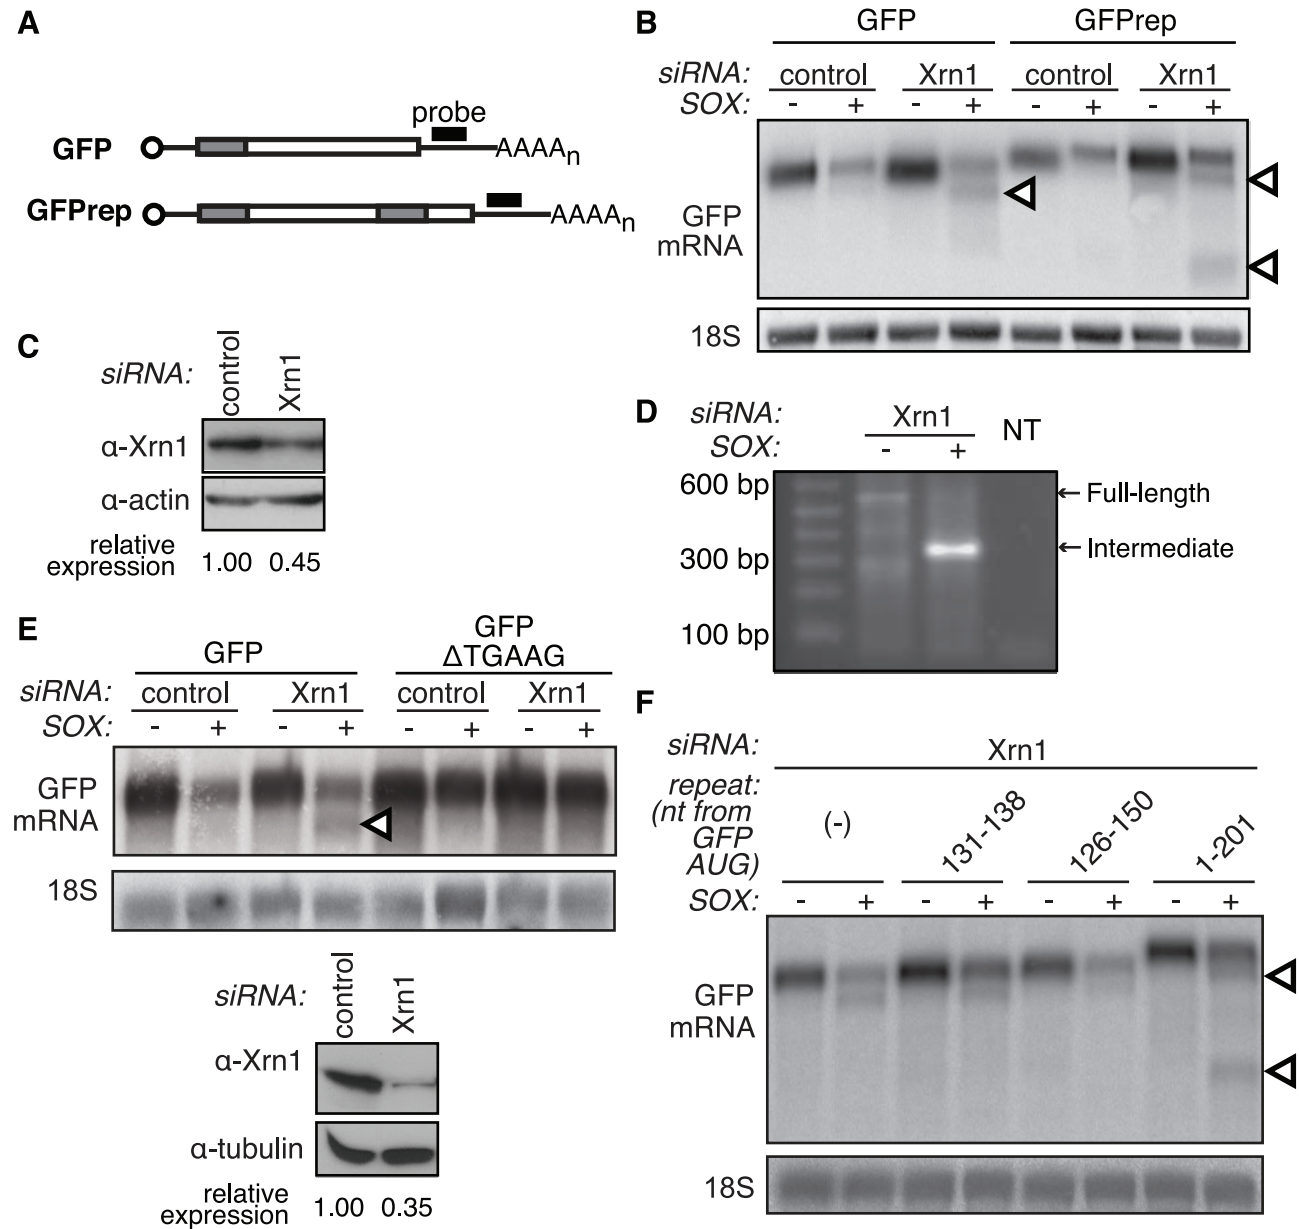 A
probe
GFP
AAAAn
GFPrep
AAAAn
B
GFP GFPrep
siRNA: control Xrn1 control Xrn1
SOX: - + - + - + - +
GFP
mRNA
18S
C
siRNA: control Xrn1
α-Xrn1
α-actin
relative
expression 1.00 0.45
D
siRNA: Xrn1 NT
SOX: - +
600 bp
300 bp
100 bp
Full-length
Intermediate
E
GFP GFP
ΔTGAAG
siRNA: control Xrn1 control Xrn1
SOX: - + - + - + - +
GFP
mRNA
18S
siRNA: control Xrn1
α-Xrn1
α-tubulin
relative
expression 1.00 0.35
F
siRNA: Xrn1
repeat:
(nt from
GFP
AUG)
(-) 131-138 126-150 1-201
SOX: - + - + - + - +
GFP
mRNA
18S